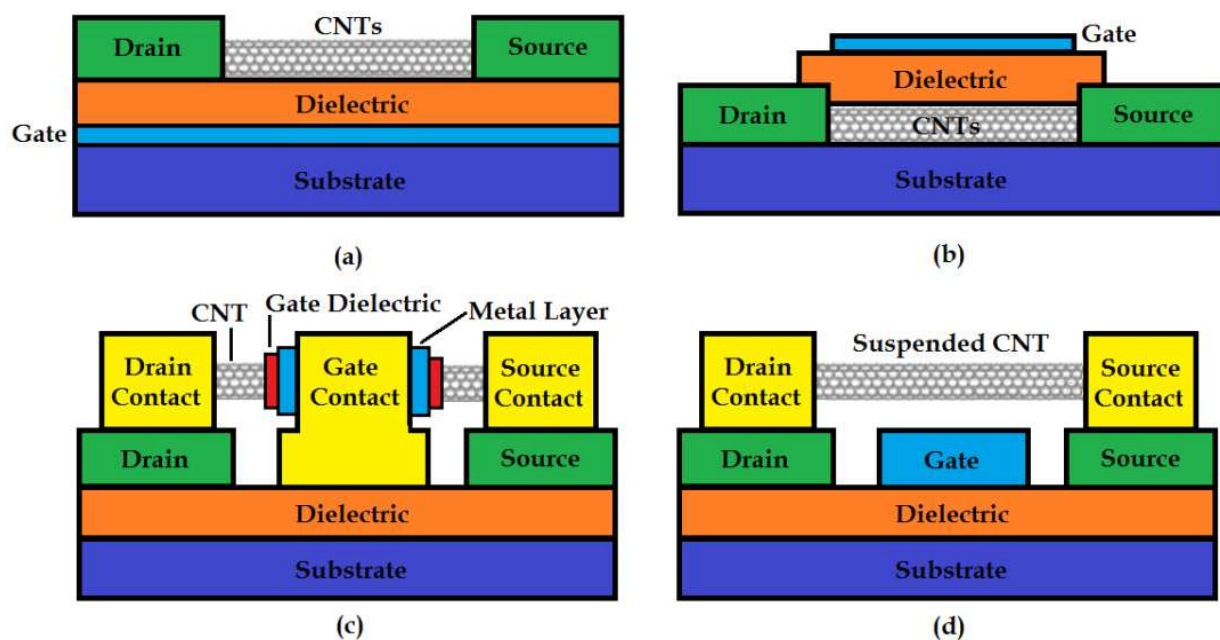 CNTs
Drain
Source
Dielectric
Gate
Substrate
(a)
Gate
Dielectric
Drain
CNTs
Source
Substrate
(b)
CNT
Gate Dielectric
Metal Layer
Drain
Contact
Gate
Contact
Source
Contact
Drain
Source
Dielectric
Substrate
(c)
Suspended CNT
Drain
Contact
Source
Contact
Drain
Gate
Source
Dielectric
Substrate
(d)